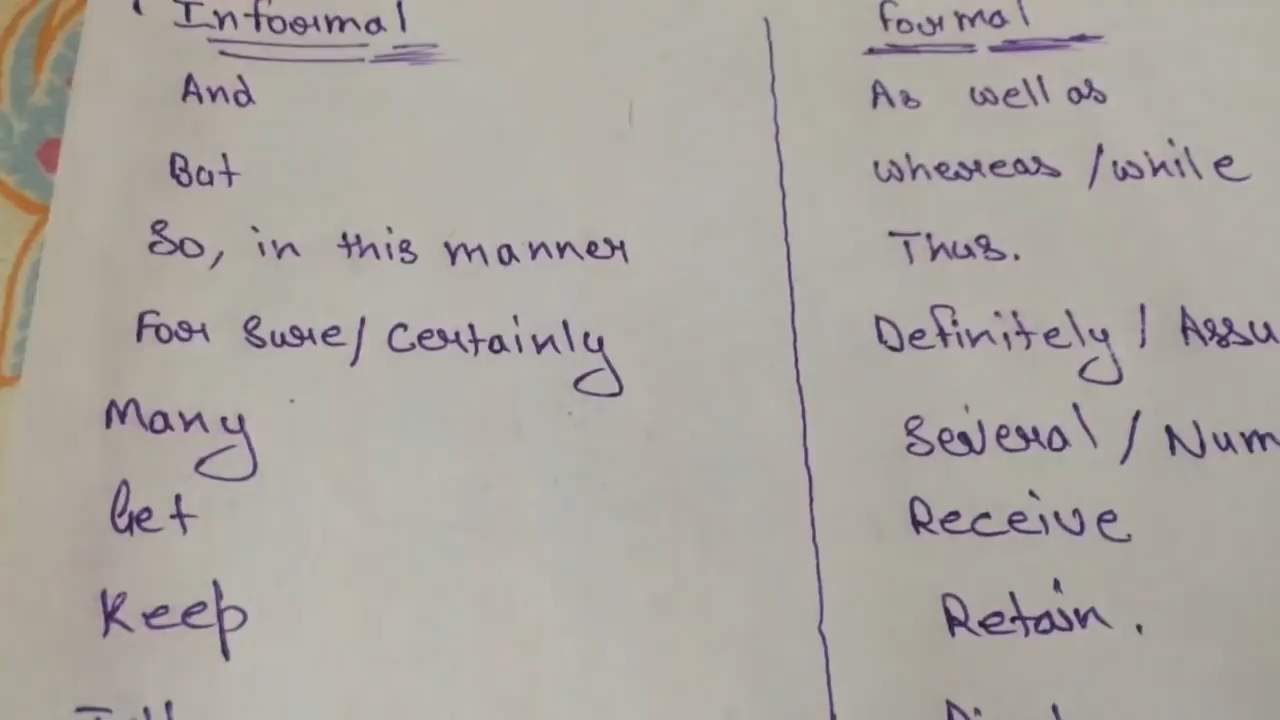 Informal
Formal
And
As well as
But
whereas / while
So, in this manner
Thus.
For Sure / Certainly
Definitely /
Many
Several /
Get
Receive
Keep
Retain.